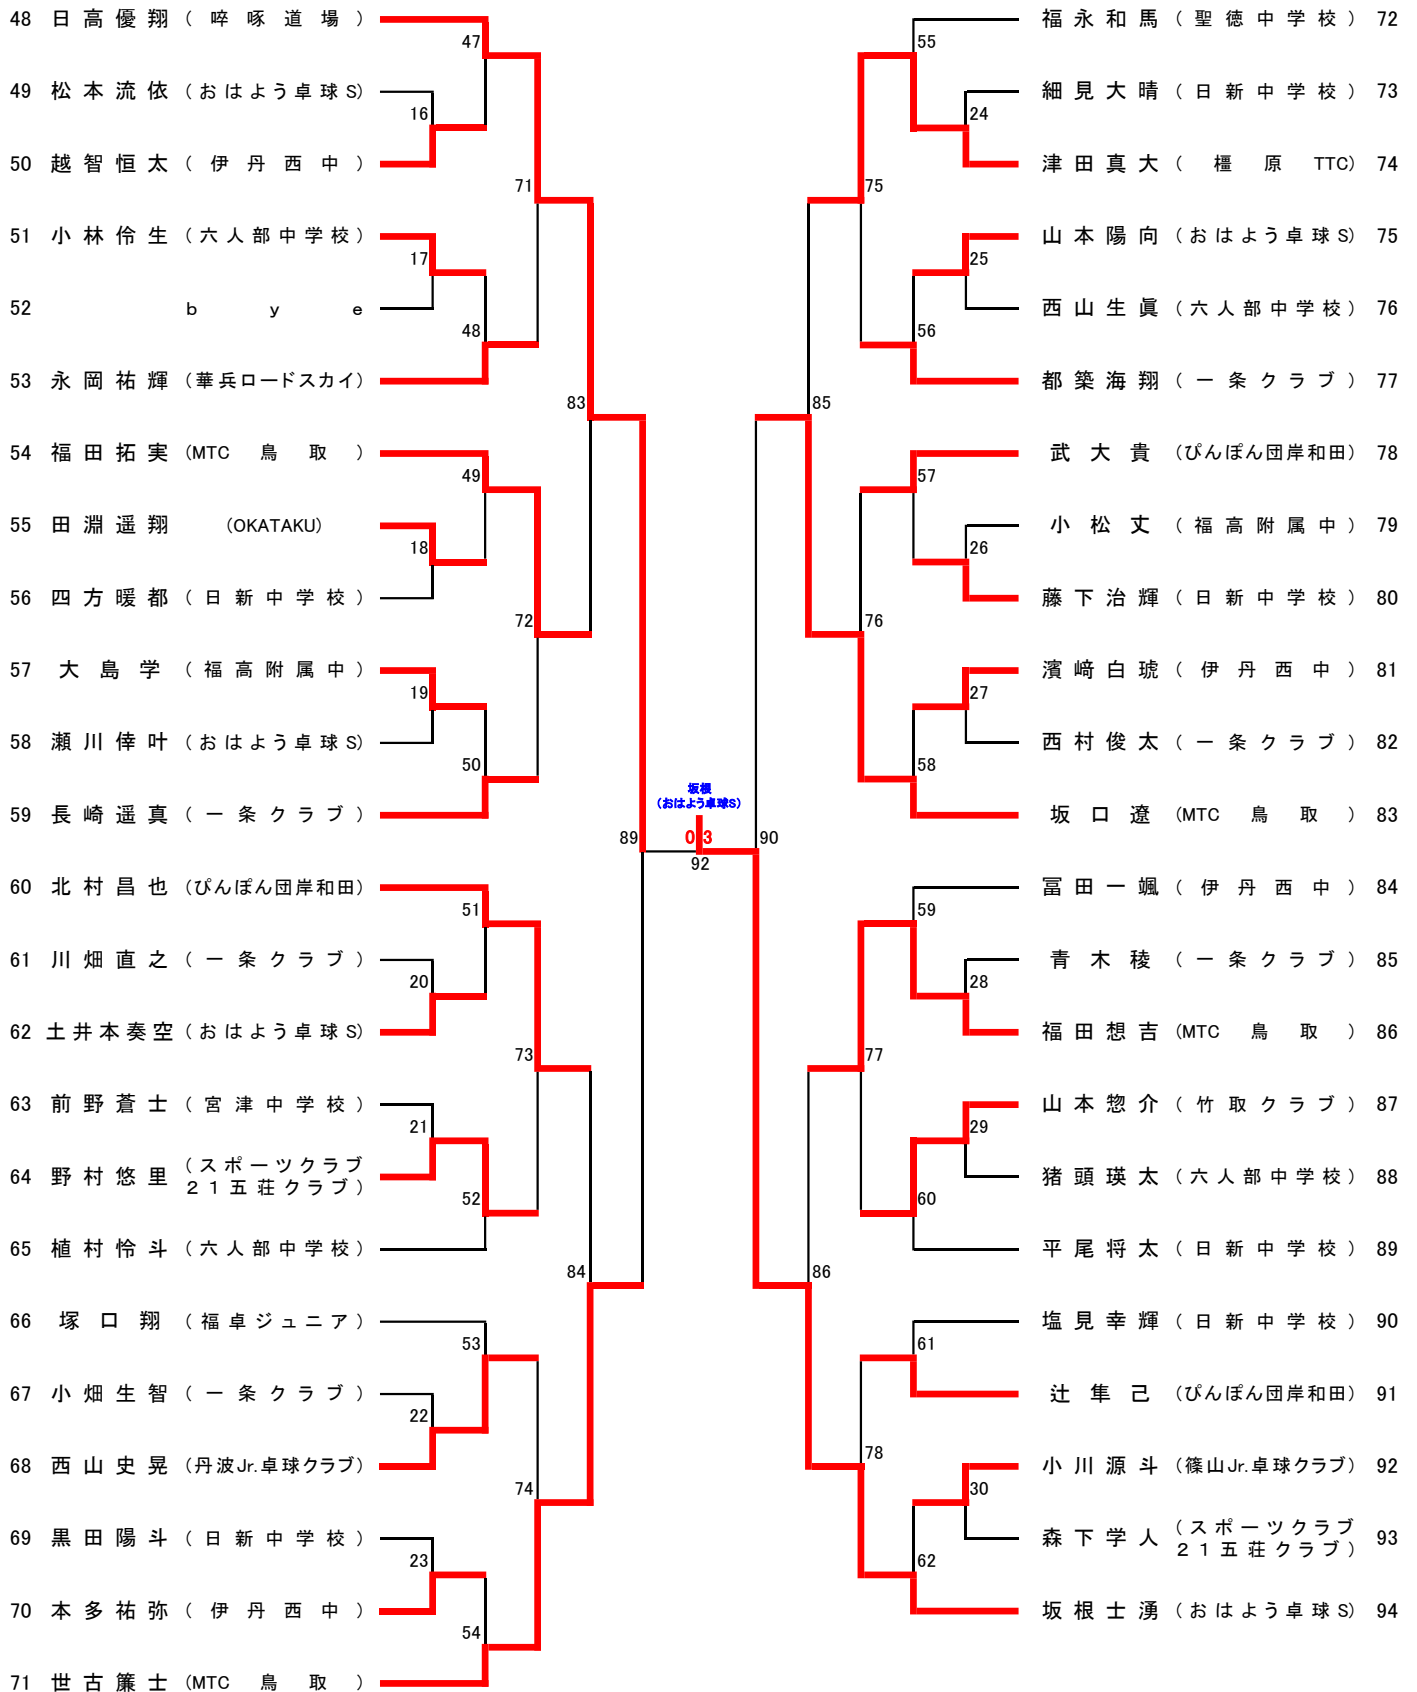 48 日高優翔 (啐啄道場)
47
49 松本流依 (おはよう卓球S)
16
50 越智恒太 (伊丹西中)
71
51 小林伶生 (六人部中学校)
17
52 bye
48
53 永岡祐輝 (華兵ロードスカイ)
83
54 福田拓実 (MTC鳥取)
49
55 田淵遥翔 (OKATAKU)
18
56 四方暖都 (日新中学校)
72
57 大島学 (福高附属中)
19
58 瀬川倖叶 (おはよう卓球S)
50
59 長崎遥真 (一条クラブ)
89
60 北村昌也 (ぴんぽん団岸和田)
51
61 川畑直之 (一条クラブ)
20
62 土井本奏空 (おはよう卓球S)
73
63 前野蒼士 (宮津中学校)
21
64 野村悠里 (スポーツクラブ
21五荘クラブ)
52
65 植村怜斗 (六人部中学校)
84
66 塚口翔 (福卓ジュニア)
53
67 小畑生智 (一条クラブ)
22
68 西山史晃 (丹波Jr.卓球クラブ)
74
69 黒田陽斗 (日新中学校)
23
70 本多祐弥 (伊丹西中)
54
71 世古簾士 (MTC鳥取)
坂根
(おはよう卓球S)
0 3
92
福永和馬 (聖徳中学校) 72
55
細見大晴 (日新中学校) 73
24
津田真大 (橿原TTC) 74
75
山本陽向 (おはよう卓球S) 75
25
西山生眞 (六人部中学校) 76
56
都築海翔 (一条クラブ) 77
85
武大貴 (ぴんぽん団岸和田) 78
57
小松丈 (福高附属中) 79
26
藤下治輝 (日新中学校) 80
76
濱﨑白琥 (伊丹西中) 81
27
西村俊太 (一条クラブ) 82
58
坂口遼 (MTC鳥取) 83
90
冨田一颯 (伊丹西中) 84
59
青木稜 (一条クラブ) 85
28
福田想吉 (MTC鳥取) 86
77
山本惣介 (竹取クラブ) 87
29
猪頭瑛太 (六人部中学校) 88
60
平尾将太 (日新中学校) 89
86
塩見幸輝 (日新中学校) 90
61
辻隼己 (ぴんぽん団岸和田) 91
78
小川源斗 (篠山Jr.卓球クラブ) 92
30
森下学人 (スポーツクラブ
21五荘クラブ) 93
62
坂根士湧 (おはよう卓球S) 94